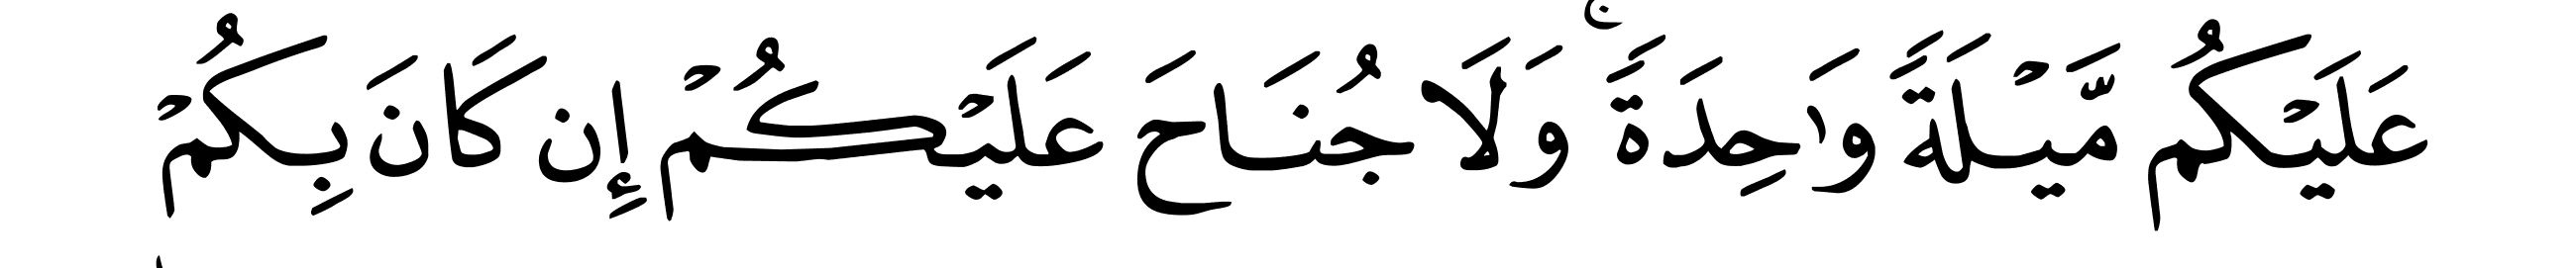 عَلَيْكُم مَّيْلَةً وَٰحِدَةً ۚ وَلَا جُنَاحَ عَلَيْكُمْ إِن كَانَ بِكُمْ